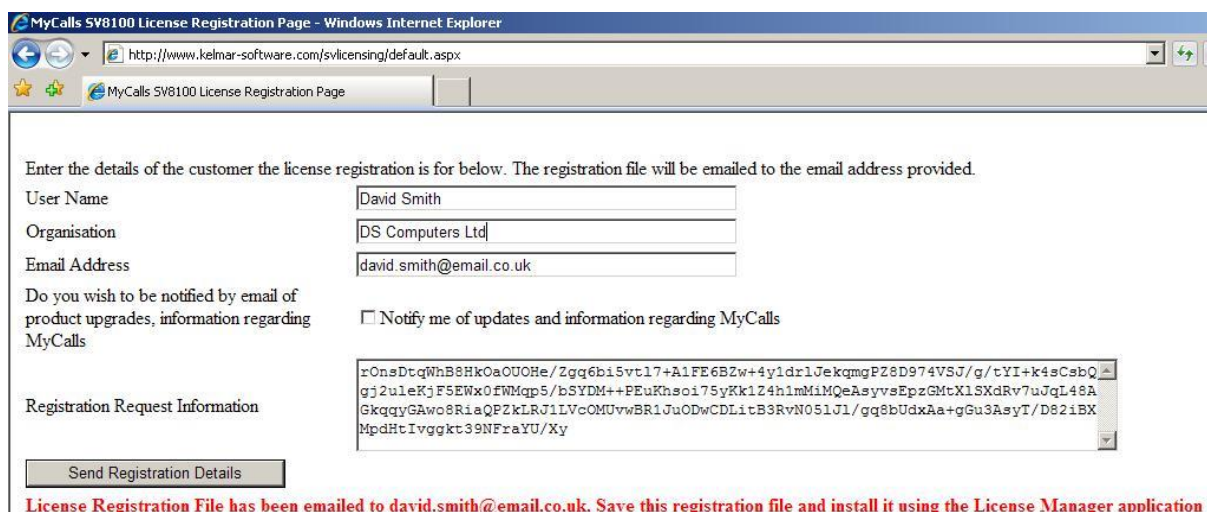 MyCalls SV8100 License Registration Page - Windows Internet Explorer
http://www.kelmar-software.com/svlicensing/default.aspx
MyCalls SV8100 License Registration Page
Enter the details of the customer the license registration is for below. The registration file will be emailed to the email address provided.
User Name David Smith
Organisation DS Computers Ltd
Email Address david.smith@email.co.uk
Do you wish to be notified by email of
product upgrades, information regarding
MyCalls
Notify me of updates and information regarding MyCalls
Registration Request Information
rOnsDtqWhB8HkOaOUOHe/Zgq6bi5vtl7+A1FE6BZw+4y1drlJekqmgPZ8D974VSJ/g/tYI+k4sCsbQ
gj2uleKjF5EWx0fWMqp5/bSYDM++PEuKhsoi75yKk1Z4h1mMiMQeAsyvsEpzGMtXlSXdRv7uJqL48A
GkqqyGAwo8RiaQPZkLRJ1LVcOMUvwBR1JuODwCDLitB3RvN05lJl/gq8bUdxAa+gGu3AsyT/D82iBX
MpdHtIvggkt39NFraYU/Xy
Send Registration Details
License Registration File has been emailed to david.smith@email.co.uk. Save this registration file and install it using the License Manager application